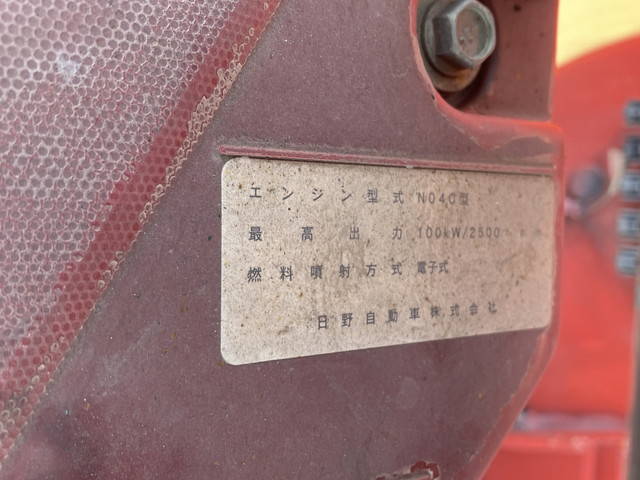 エンジン型式 N04C型
最高出力 100kW/2500
燃料噴射方式 電子式
日野自動車株式会社